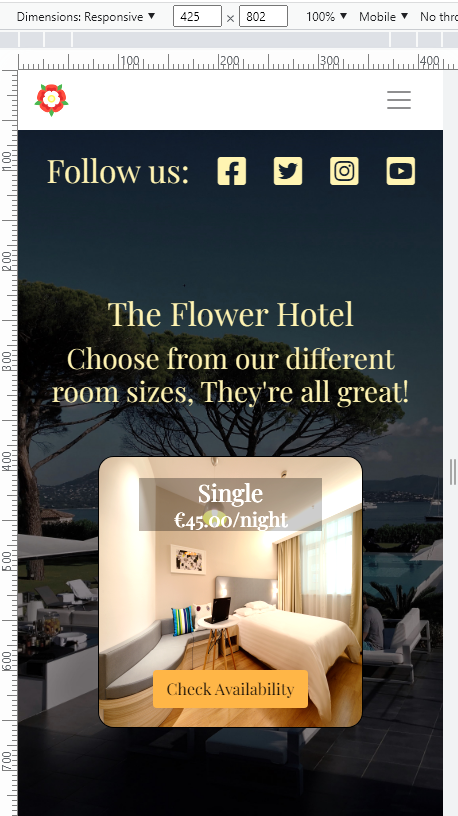 Dimensions: Responsive ▼ 425 × 802 100% ▼ Mobile ▼ No thro
100 200 300 400
Follow us:
The Flower Hotel
Choose from our different
room sizes, They're all great!
Single
€45.00/night
Check Availability
100
200
300
400
500
600
700